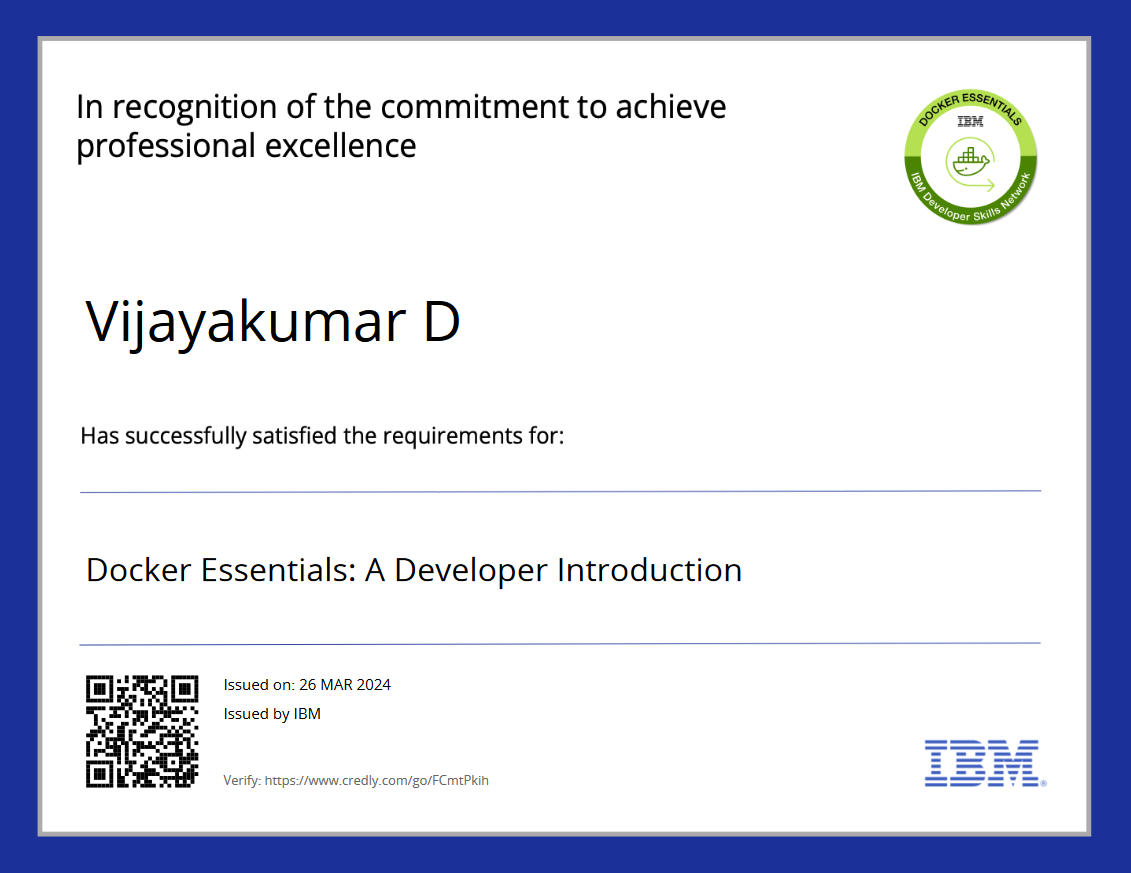 In recognition of the commitment to achieve
professional excellence
DOCKER ESSENTIALS
IBM
IBM Developer Skills Network
Vijayakumar D
Has successfully satisfied the requirements for:
Docker Essentials: A Developer Introduction
Issued on: 26 MAR 2024
Issued by IBM
Verify: https://www.credly.com/go/FCmtPkih
IBM®